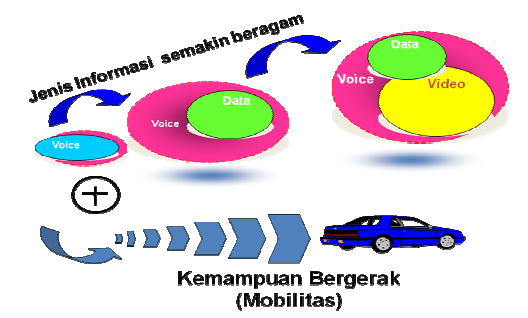 Jenis Informasi semakin beragam
Voice
Voice
Data
Data
Voice
Video
Kemampuan Bergerak
(Mobilitas)